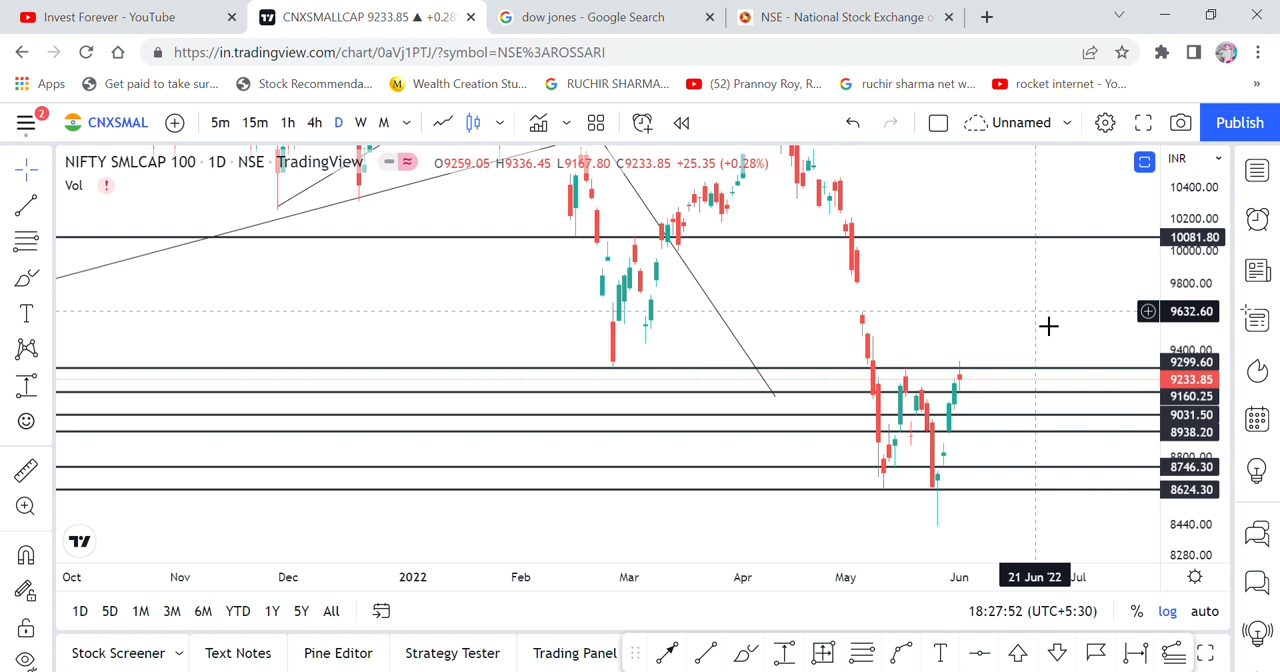 Invest Forever - YouTube
CNXSMALLCAP 9233.85 ▲ +0.28
dow jones - Google Search
NSE - National Stock Exchange o
https://in.tradingview.com/chart/0aVj1PTJ/?symbol=NSE%3AROSSARI
Apps
Get paid to take sur...
Stock Recommenda...
Wealth Creation Stu...
RUCHIR SHARMA...
(52) Prannoy Roy, R...
ruchir sharma net w...
rocket internet - Yo...
»
2
CNXSMAL
5m 15m 1h 4h D W M
Unnamed
Publish
NIFTY SMLCAP 100 · 1D · NSE · TradingView
O9259.05 H9336.45 L9167.80 C9233.85 +25.35 (+0.28%)
INR
Vol
10400.00
10200.00
10081.80
10000.00
9800.00
9632.60
9400.00
9299.60
9233.85
9160.25
9031.50
8938.20
8800.00
8746.30
8624.30
8440.00
8280.00
Oct Nov Dec 2022 Feb Mar Apr May Jun 21 Jun '22 Jul
1D 5D 1M 3M 6M YTD 1Y 5Y All
18:27:52 (UTC+5:30)
% log auto
Stock Screener
Text Notes
Pine Editor
Strategy Tester
Trading Panel